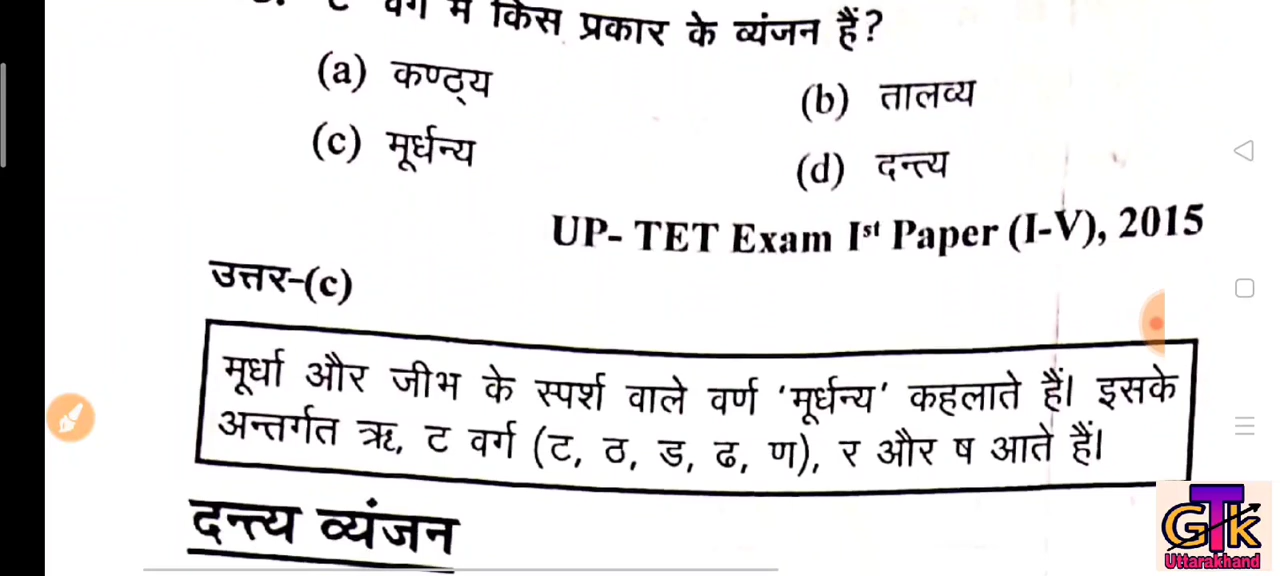 वर्ग में किस प्रकार के व्यंजन हैं?
(a) कण्ठ्य
(b) तालव्य
(c) मूर्धन्य
(d) दन्त्य
UP- TET Exam Ist Paper (I-V), 2015
उत्तर-(c)
मूर्धा और जीभ के स्पर्श वाले वर्ण ‘मूर्धन्य’ कहलाते हैं। इसके
अन्तर्गत ऋ, ट वर्ग (ट, ठ, ड, ढ, ण), र और ष आते हैं।
दन्त्य व्यंजन
GTK
Uttarakhand